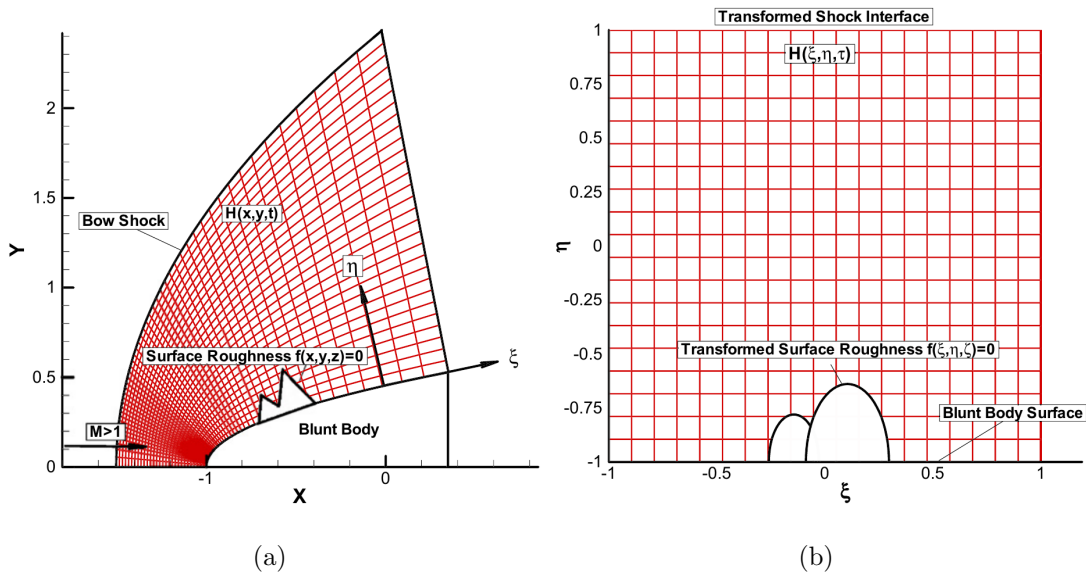 Y
2
1.5
1
0.5
0
-1
0
X
Bow Shock
H(x,y,t)
η
Surface Roughness f(x,y,z)=0
ξ
M>1
Blunt Body
(a)
Transformed Shock Interface
H(ξ,η,τ)
η
1
0.75
0.5
0.25
0
-0.25
-0.5
-0.75
-1
Transformed Surface Roughness f(ξ,η,ζ)=0
Blunt Body Surface
-1
-0.5
0
0.5
1
ξ
(b)